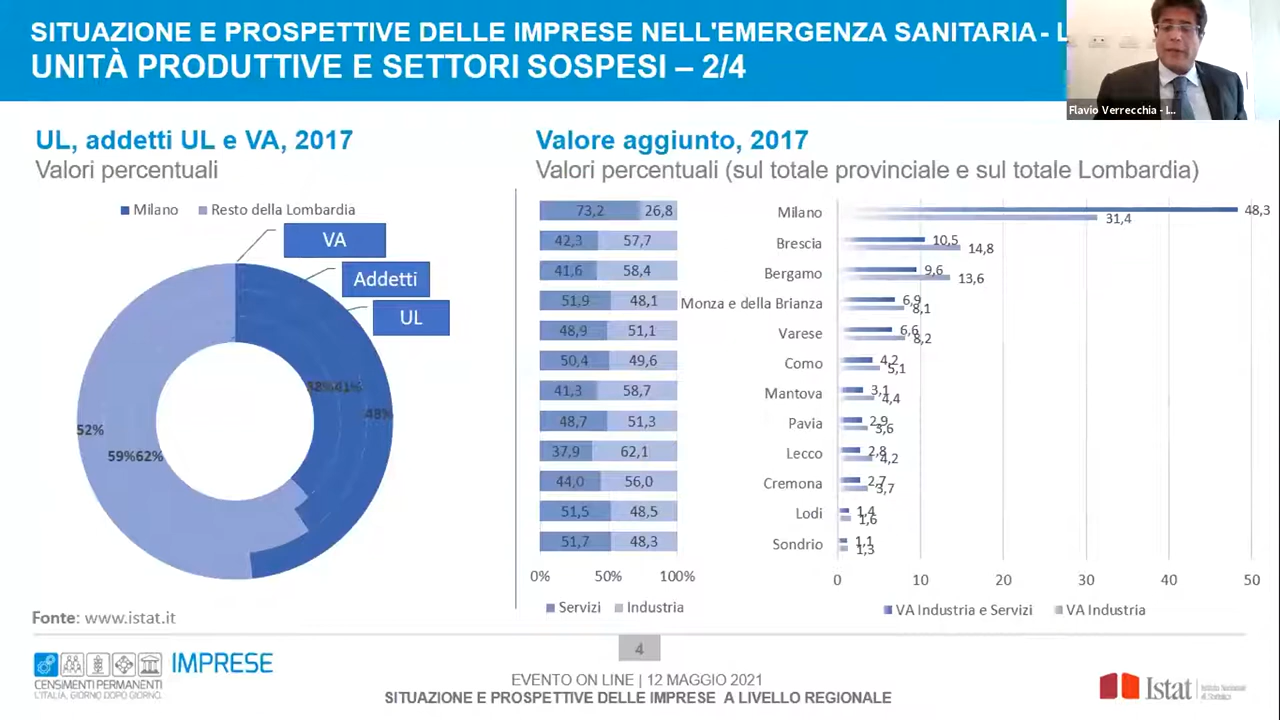 SITUAZIONE E PROSPETTIVE DELLE IMPRESE NELL'EMERGENZA SANITARIA - L
UNITÀ PRODUTTIVE E SETTORI SOSPESI – 2/4
Flavio Verrecchia - I...
UL, addetti UL e VA, 2017
Valori percentuali
Milano Resto della Lombardia
VA
Addetti
UL
38% 41%
48%
52%
59% 62%
Fonte: www.istat.it
Valore aggiunto, 2017
Valori percentuali (sul totale provinciale e sul totale Lombardia)
73,2 26,8 Milano 48,3
31,4
42,3 57,7 Brescia 10,5
14,8
41,6 58,4 Bergamo 9,6
13,6
51,9 48,1 Monza e della Brianza 6,9
8,1
48,9 51,1 Varese 6,6
8,2
50,4 49,6 Como 4,2
5,1
41,3 58,7 Mantova 3,1
4,4
48,7 51,3 Pavia 2,9
3,6
37,9 62,1 Lecco 2,8
4,2
44,0 56,0 Cremona 2,7
3,7
51,5 48,5 Lodi 1,4
1,6
51,7 48,3 Sondrio 1,1
1,3
0% 50% 100% 0 10 20 30 40 50
Servizi Industria VA Industria e Servizi VA Industria
4
IMPRESE
CENSIMENTI PERMANENTI
L'ITALIA, GIORNO DOPO GIORNO.
EVENTO ON LINE | 12 MAGGIO 2021
SITUAZIONE E PROSPETTIVE DELLE IMPRESE A LIVELLO REGIONALE
Istat